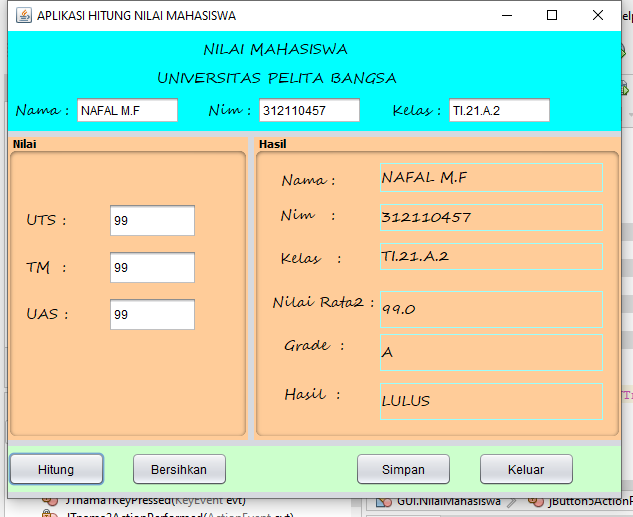 APLIKASI HITUNG NILAI MAHASISWA
NILAI MAHASISWA
UNIVERSITAS PELITA BANGSA
Nama : NAFAL M.F Nim : 312110457 Kelas : TI.21.A.2
Nilai
UTS : 99
TM : 99
UAS : 99
Hasil
Nama : NAFAL M.F
Nim : 312110457
Kelas : TI.21.A.2
Nilai Rata2 : 99.0
Grade : A
Hasil : LULUS
Hitung Bersihkan Simpan Keluar
JTnama1KeyPressed(KeyEvent evt)
GUI.NilaiMahasiswa